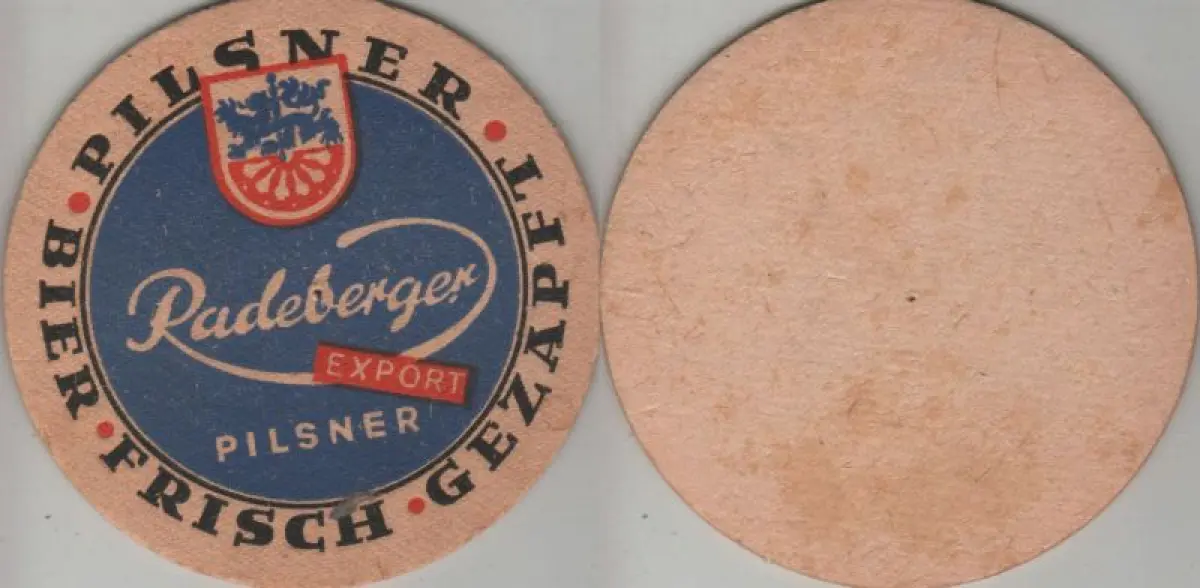 PILSNER • BIER • FRISCH • GEZAPFT •
Radeberger
EXPORT
PILSNER